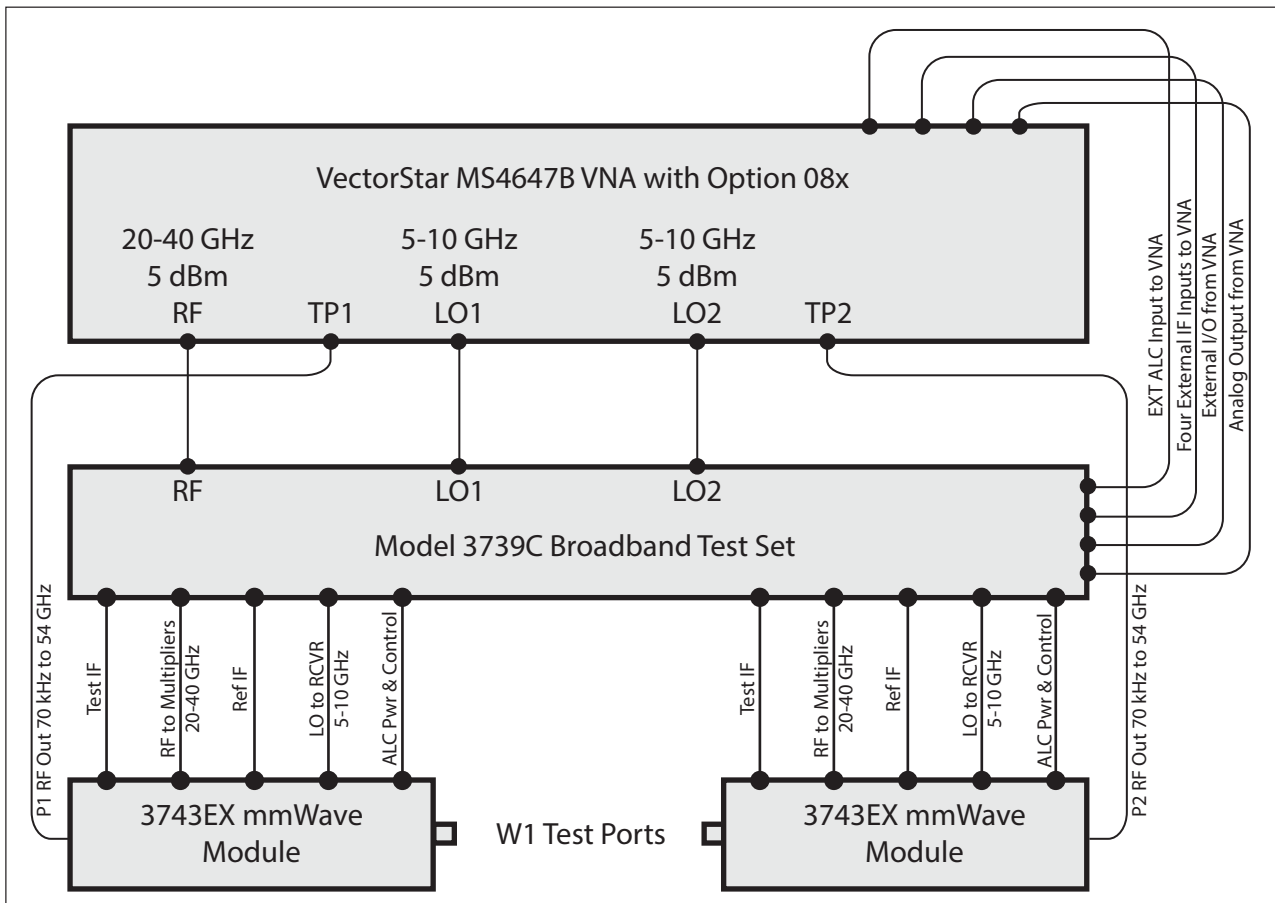 VectorStar MS4647B VNA with Option 08x
20-40 GHz
5 dBm
RF
TP1
5-10 GHz
5 dBm
LO1
5-10 GHz
5 dBm
LO2
TP2
EXT ALC Input to VNA
Four External IF Inputs to VNA
External I/O from VNA
Analog Output from VNA
RF
LO1
LO2
Model 3739C Broadband Test Set
P1 RF Out 70 kHz to 54 GHz
Test IF
RF to Multipliers
20-40 GHz
Ref IF
LO to RCVR
5-10 GHz
ALC Pwr & Control
Test IF
RF to Multipliers
20-40 GHz
Ref IF
LO to RCVR
5-10 GHz
ALC Pwr & Control
P2 RF Out 70 kHz to 54 GHz
3743EX mmWave
Module
W1 Test Ports
3743EX mmWave
Module